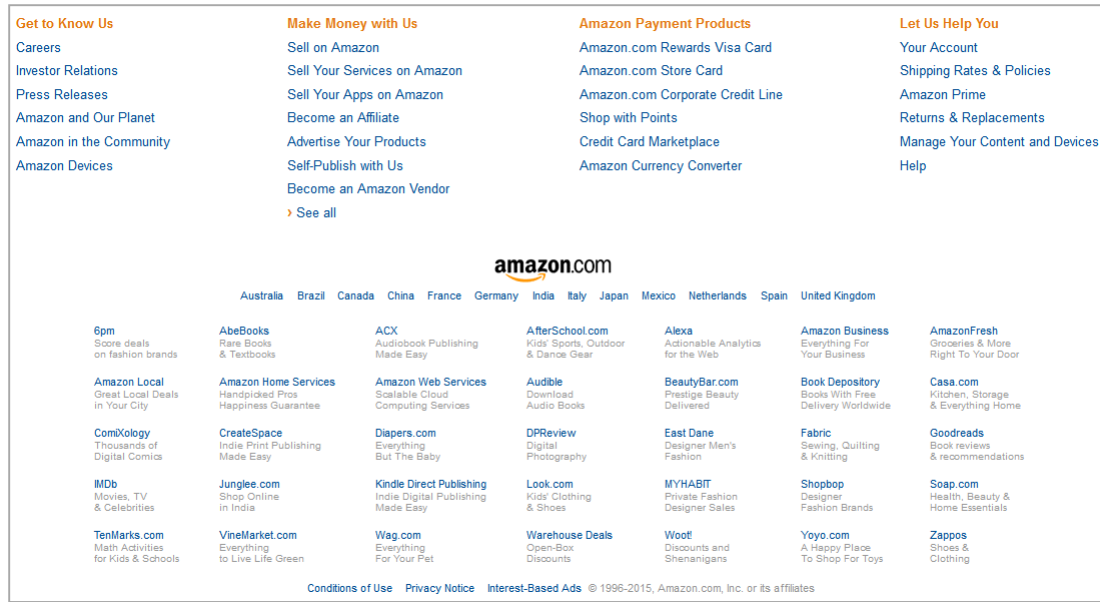 Get to Know Us
Careers
Investor Relations
Press Releases
Amazon and Our Planet
Amazon in the Community
Amazon Devices
Make Money with Us
Sell on Amazon
Sell Your Services on Amazon
Sell Your Apps on Amazon
Become an Affiliate
Advertise Your Products
Self-Publish with Us
Become an Amazon Vendor
› See all
Amazon Payment Products
Amazon.com Rewards Visa Card
Amazon.com Store Card
Amazon.com Corporate Credit Line
Shop with Points
Credit Card Marketplace
Amazon Currency Converter
Let Us Help You
Your Account
Shipping Rates & Policies
Amazon Prime
Returns & Replacements
Manage Your Content and Devices
Help
amazon.com
Australia Brazil Canada China France Germany India Italy Japan Mexico Netherlands Spain United Kingdom
6pm
Score deals
on fashion brands
AbeBooks
Rare Books
& Textbooks
ACX
Audiobook Publishing
Made Easy
AfterSchool.com
Kids' Sports, Outdoor
& Dance Gear
Alexa
Actionable Analytics
for the Web
Amazon Business
Everything For
Your Business
AmazonFresh
Groceries & More
Right To Your Door
Amazon Local
Great Local Deals
in Your City
Amazon Home Services
Handpicked Pros
Happiness Guarantee
Amazon Web Services
Scalable Cloud
Computing Services
Audible
Download
Audio Books
BeautyBar.com
Prestige Beauty
Delivered
Book Depository
Books With Free
Delivery Worldwide
Casa.com
Kitchen, Storage
& Everything Home
ComiXology
Thousands of
Digital Comics
CreateSpace
Indie Print Publishing
Made Easy
Diapers.com
Everything
But The Baby
DPReview
Digital
Photography
East Dane
Designer Men's
Fashion
Fabric
Sewing, Quilting
& Knitting
Goodreads
Book reviews
& recommendations
IMDb
Movies, TV
& Celebrities
Junglee.com
Shop Online
in India
Kindle Direct Publishing
Indie Digital Publishing
Made Easy
Look.com
Kids' Clothing
& Shoes
MYHABIT
Private Fashion
Designer Sales
Shopbop
Designer
Fashion Brands
Soap.com
Health, Beauty &
Home Essentials
TenMarks.com
Math Activities
for Kids & Schools
VineMarket.com
Everything
to Live Life Green
Wag.com
Everything
For Your Pet
Warehouse Deals
Open-Box
Discounts
Woot!
Discounts and
Shenanigans
Yoyo.com
A Happy Place
To Shop For Toys
Zappos
Shoes &
Clothing
Conditions of Use Privacy Notice Interest-Based Ads © 1996-2015, Amazon.com, Inc. or its affiliates